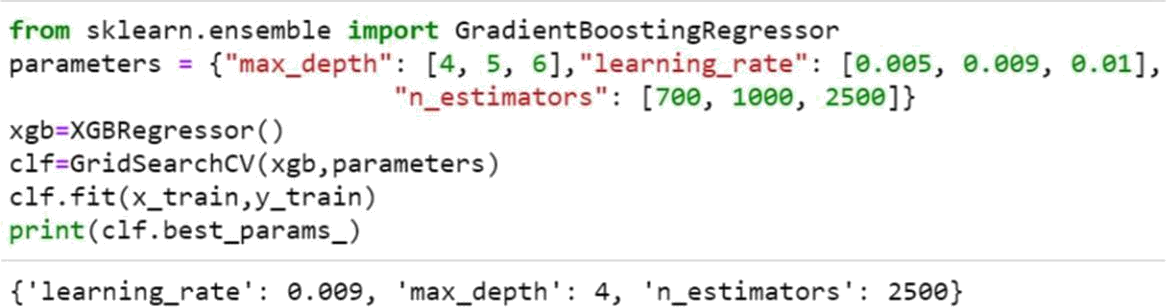 from sklearn.ensemble import GradientBoostingRegressor
parameters = {"max_depth": [4, 5, 6],"learning_rate": [0.005, 0.009, 0.01],
"n_estimators": [700, 1000, 2500]}
xgb=XGBRegressor()
clf=GridSearchCV(xgb,parameters)
clf.fit(x_train,y_train)
print(clf.best_params_)
{'learning_rate': 0.009, 'max_depth': 4, 'n_estimators': 2500}